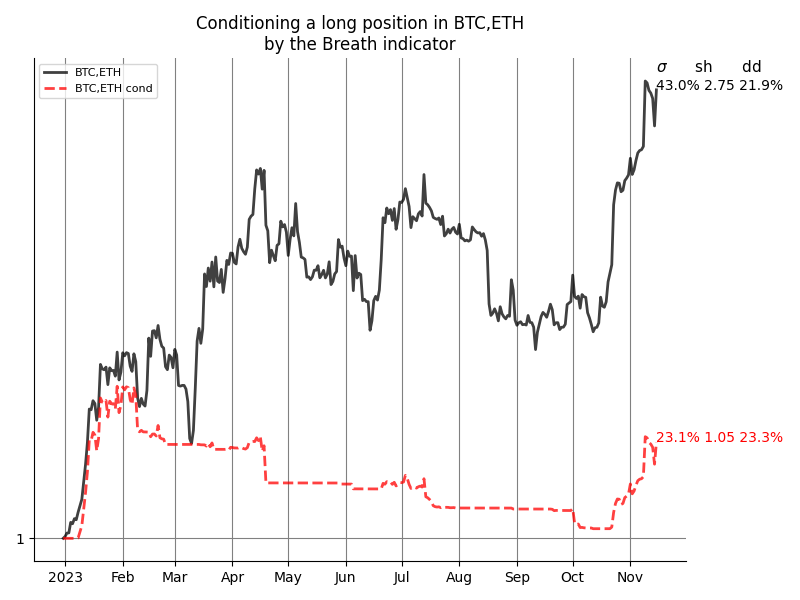 Conditioning a long position in BTC,ETH
by the Breath indicator
σ sh dd
BTC,ETH
BTC,ETH cond
43.0% 2.75 21.9%
23.1% 1.05 23.3%
1
2023 Feb Mar Apr May Jun Jul Aug Sep Oct Nov